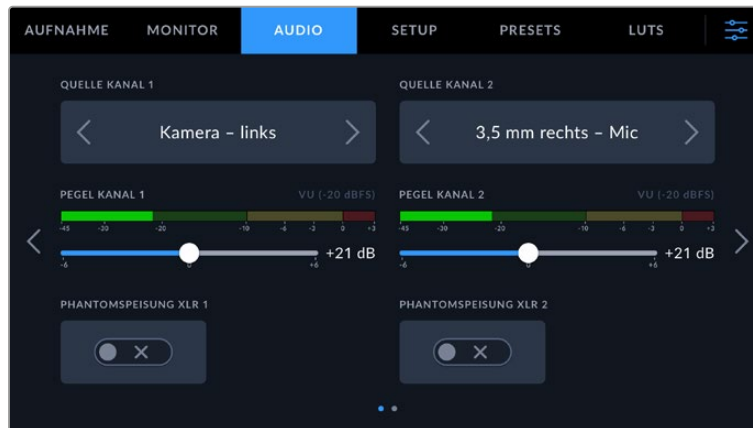 AUFNAHME MONITOR AUDIO SETUP PRESETS LUTS
QUELLE KANAL 1 QUELLE KANAL 2
Kamera – links 3,5 mm rechts – Mic
PEGEL KANAL 1 VU (-20 dBFS) PEGEL KANAL 2 VU (-20 dBFS)
-45 -30 -20 -10 -6 -3 0 +3 -45 -30 -20 -10 -6 -3 0 +3
+21 dB +21 dB
-6 0 +6 -6 0 +6
PHANTOMSPEISUNG XLR 1 PHANTOMSPEISUNG XLR 2